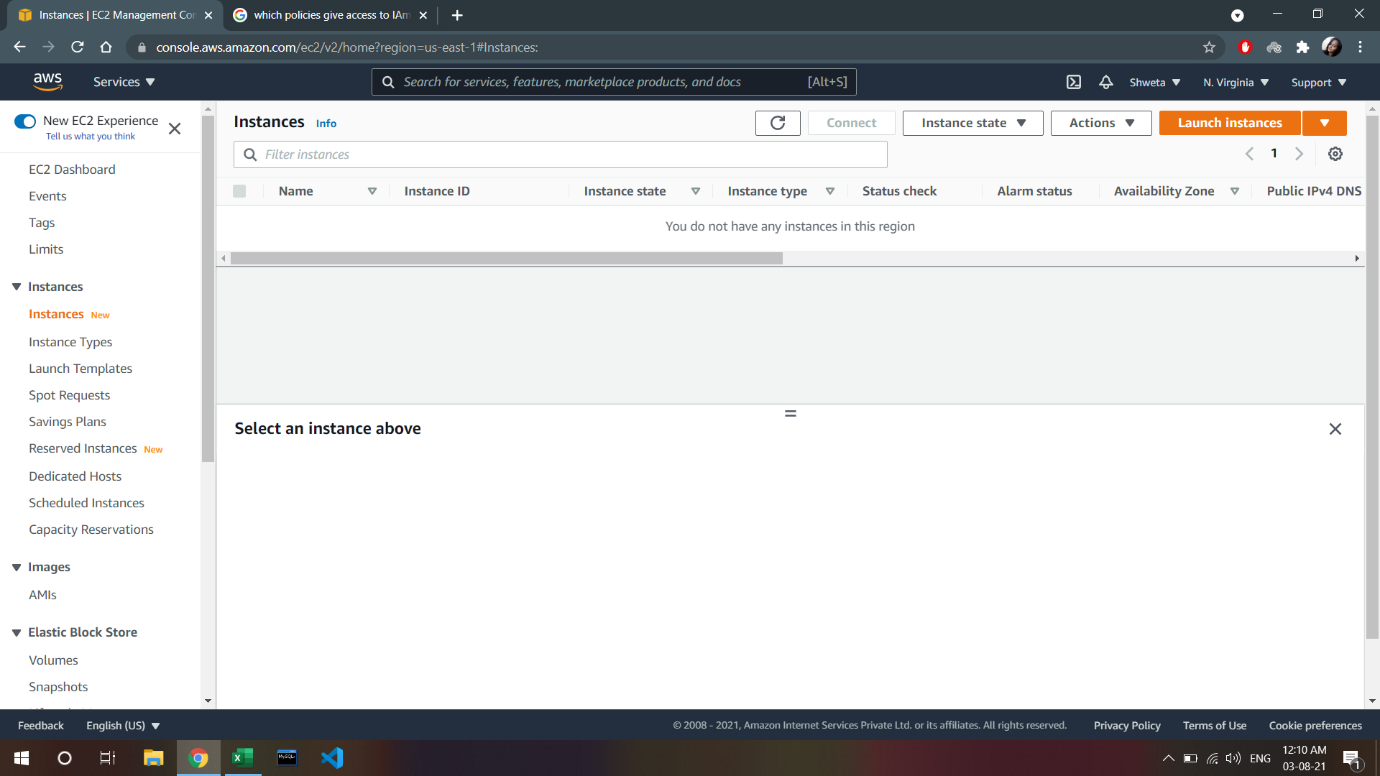 Instances | EC2 Management Con
which policies give access to IAm
console.aws.amazon.com/ec2/v2/home?region=us-east-1#Instances:
aws
Services
Search for services, features, marketplace products, and docs
[Alt+S]
Shweta
N. Virginia
Support
New EC2 Experience
Tell us what you think
EC2 Dashboard
Events
Tags
Limits
Instances
Instances New
Instance Types
Launch Templates
Spot Requests
Savings Plans
Reserved Instances New
Dedicated Hosts
Scheduled Instances
Capacity Reservations
Images
AMIs
Elastic Block Store
Volumes
Snapshots
Instances Info
Connect
Instance state
Actions
Launch instances
Filter instances
1
Name
Instance ID
Instance state
Instance type
Status check
Alarm status
Availability Zone
Public IPv4 DNS
You do not have any instances in this region
Select an instance above
Feedback
English (US)
© 2008 - 2021, Amazon Internet Services Private Ltd. or its affiliates. All rights reserved.
Privacy Policy
Terms of Use
Cookie preferences
MySQL
ENG
12:10 AM
03-08-21
1